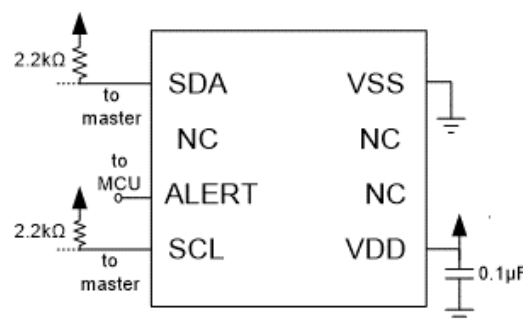 2.2kΩ
to
master
SDA
VSS
NC
NC
to
MCU
ALERT
NC
2.2kΩ
SCL
VDD
to
master
0.1µF